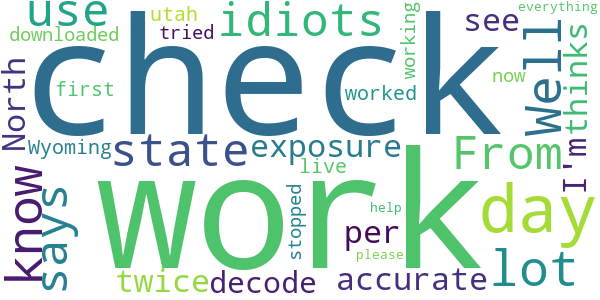 everything
utah
use
idiots
see
working
downloaded
tried
check
Well
thinks
first
now
North
worked
I'm
Wyoming
state
exposure
From
live
know
says
work
stopped
day
help
per
lot
please
twice
decode
accurate